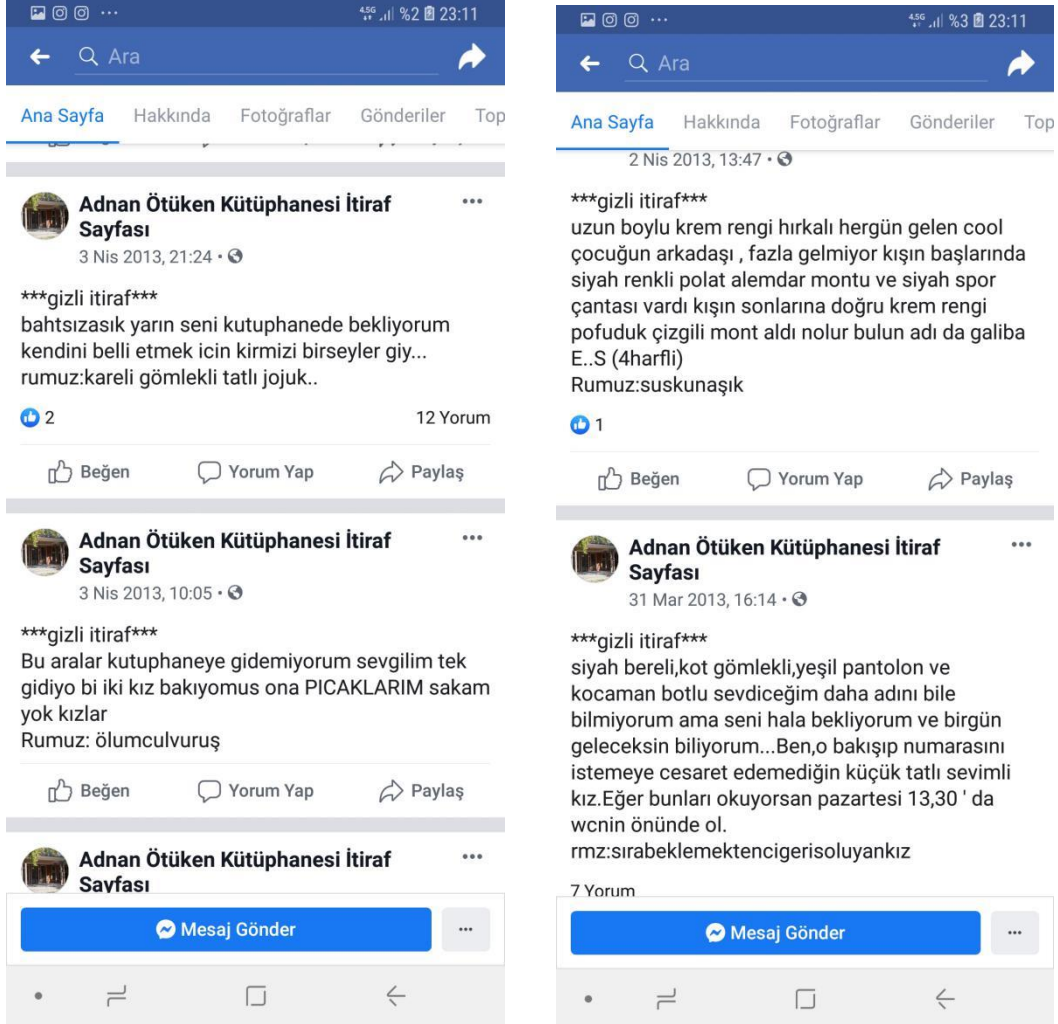 4.5G %2 23:11
Ara
Ana Sayfa Hakkında Fotoğraflar Gönderiler Top
Adnan Ötüken Kütüphanesi İtiraf
Sayfası
3 Nis 2013, 21:24 •
***gizli itiraf***
bahtsızasık yarın seni kutuphanede bekliyorum
kendini belli etmek icin kirmizi birseyler giy...
rumuz:kareli gömlekli tatlı jojuk..
2 12 Yorum
Beğen Yorum Yap Paylaş
Adnan Ötüken Kütüphanesi İtiraf
Sayfası
3 Nis 2013, 10:05 •
***gizli itiraf***
Bu aralar kutuphaneye gidemiyorum sevgilim tek
gidiyo bi iki kız bakıyomus ona PICAKLARIM sakam
yok kızlar
Rumuz: ölumculvuruş
Beğen Yorum Yap Paylaş
Adnan Ötüken Kütüphanesi İtiraf
Sayfası
Mesaj Gönder
4.5G %3 23:11
Ara
Ana Sayfa Hakkında Fotoğraflar Gönderiler Top
2 Nis 2013, 13:47 •
***gizli itiraf***
uzun boylu krem rengi hırkalı hergün gelen cool
çocuğun arkadaşı , fazla gelmiyor kışın başlarında
siyah renkli polat alemdar montu ve siyah spor
çantası vardı kışın sonlarına doğru krem rengi
pofuduk çizgili mont aldı nolur bulun adı da galiba
E..S (4harfli)
Rumuz:suskunaşık
1
Beğen Yorum Yap Paylaş
Adnan Ötüken Kütüphanesi İtiraf
Sayfası
31 Mar 2013, 16:14 •
***gizli itiraf***
siyah bereli,kot gömlekli,yeşil pantolon ve
kocaman botlu sevdiceğim daha adını bile
bilmiyorum ama seni hala bekliyorum ve birgün
geleceksin biliyorum...Ben,o bakışıp numarasını
istemeye cesaret edemediğin küçük tatlı sevimli
kız.Eğer bunları okuyorsan pazartesi 13,30 ' da
wcnin önünde ol.
rmz:sırabeklemektencigerisoluyankız
7 Yorum
Mesaj Gönder